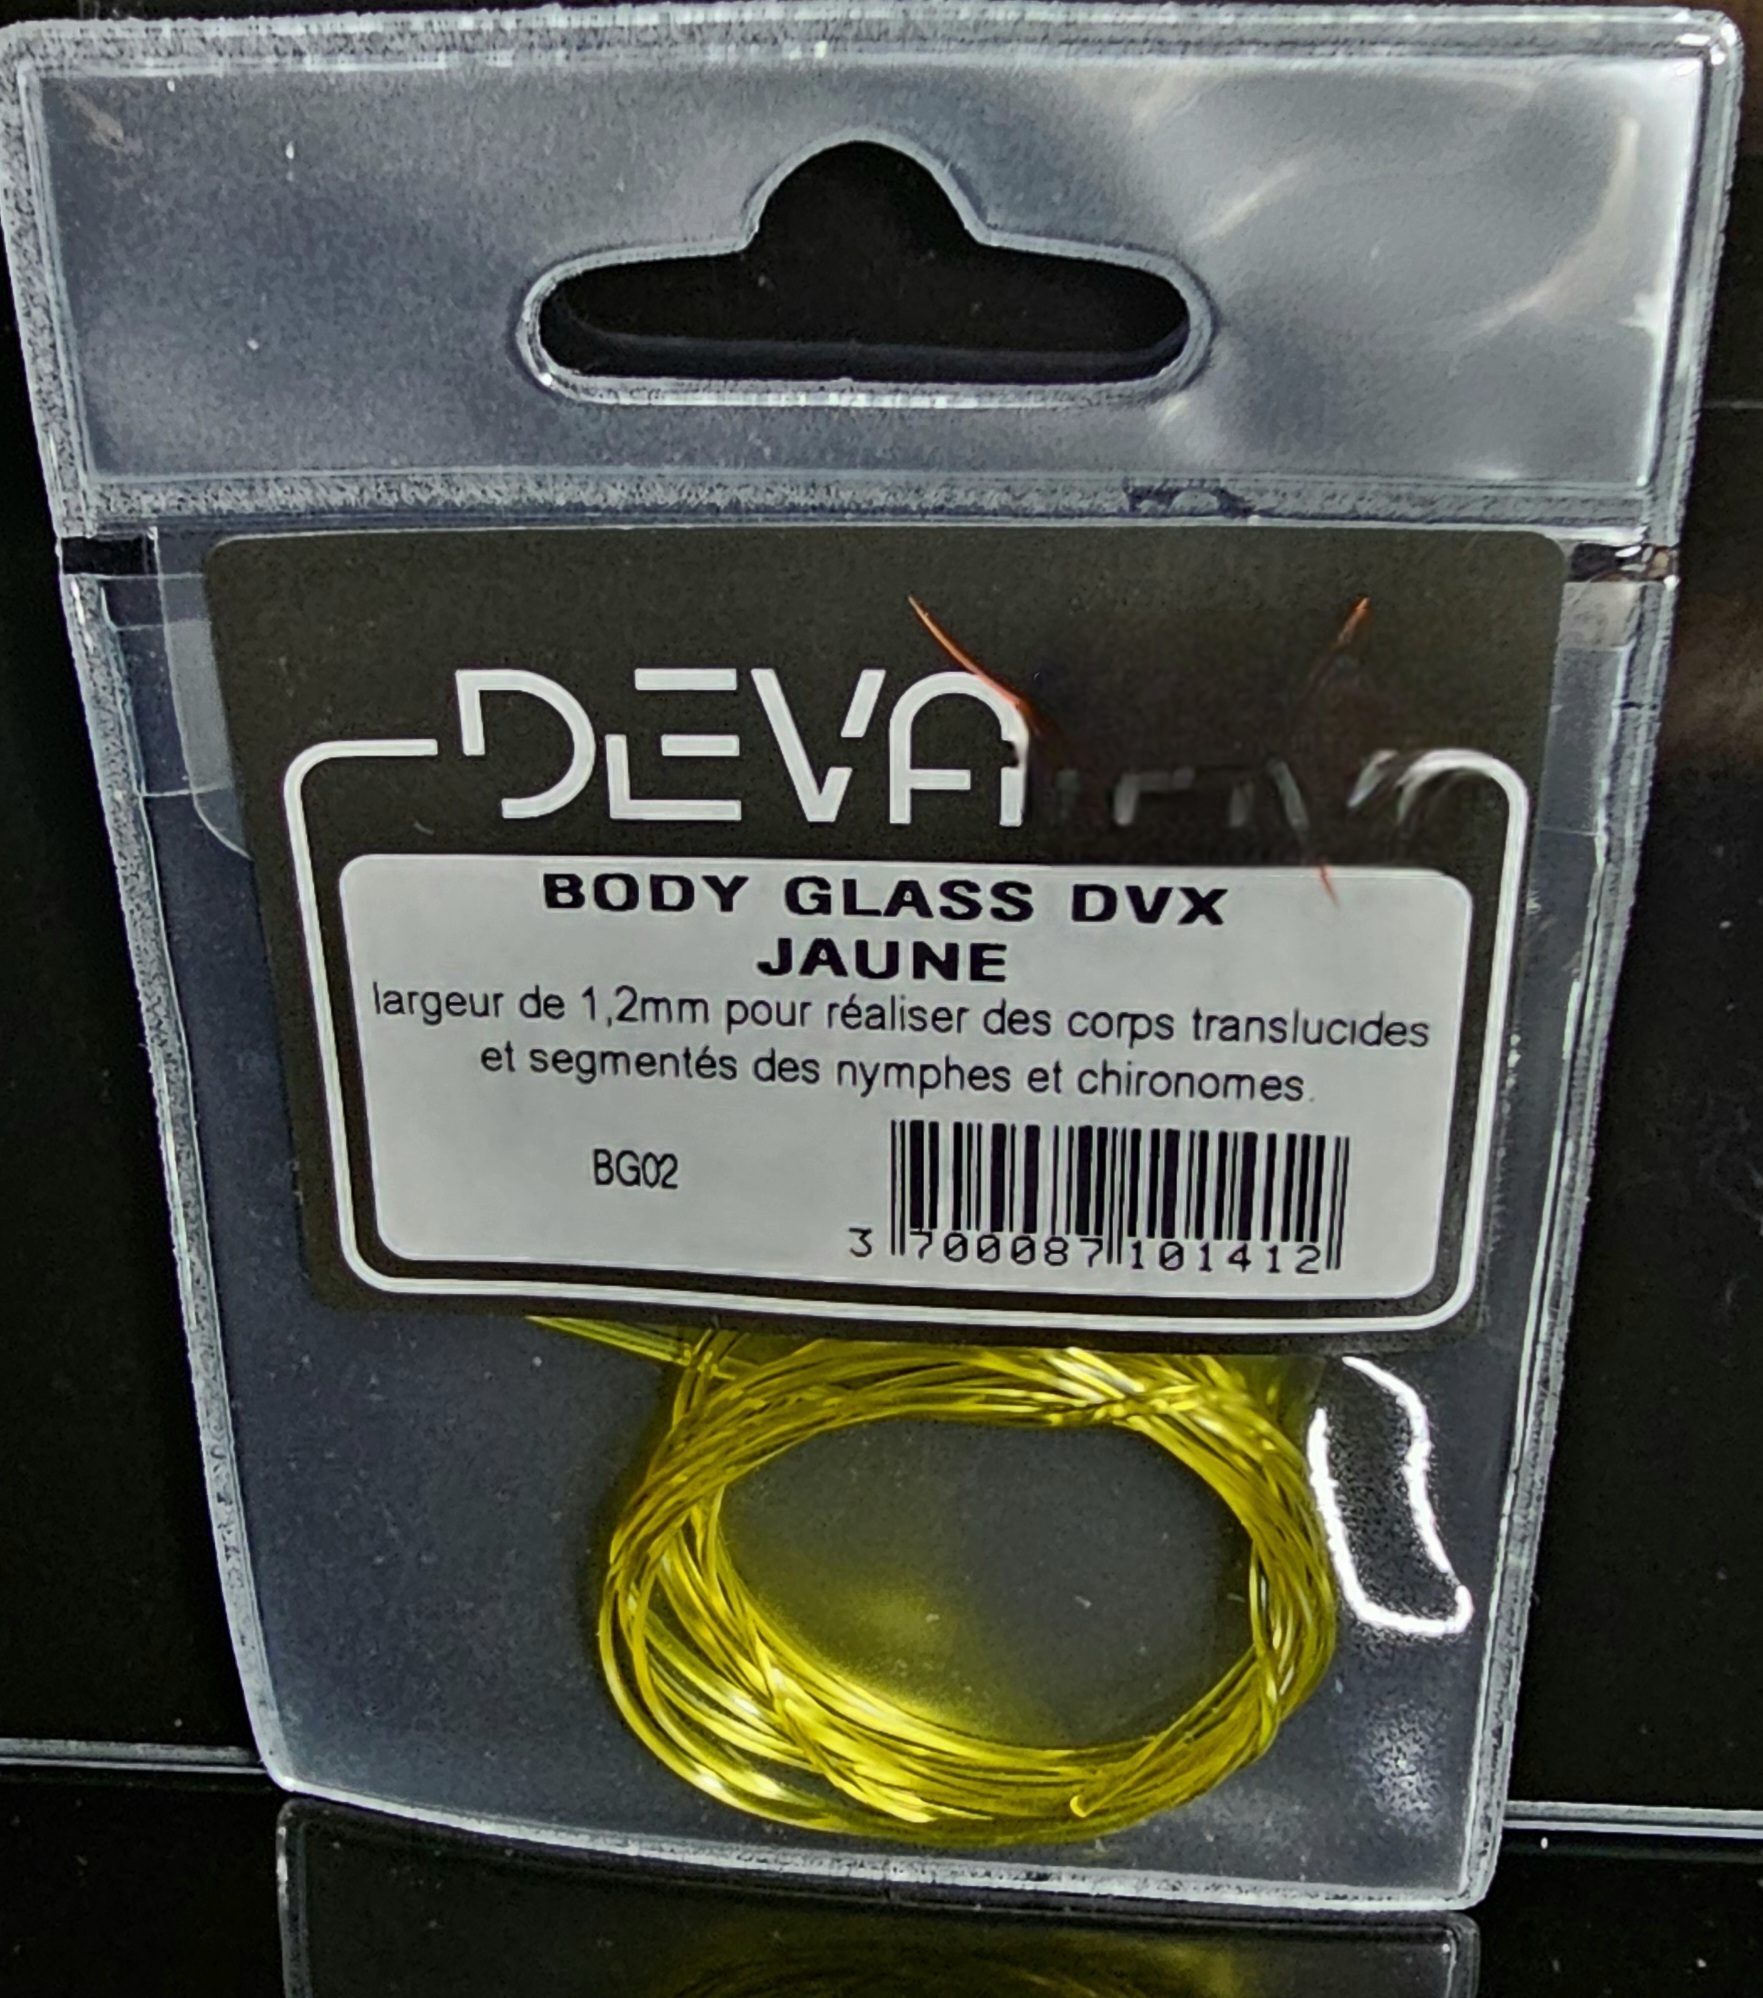 DEVA
BODY GLASS DVX
JAUNE
largeur de 1,2mm pour réaliser des corps translucides
et segmentés des nymphes et chironomes.
BG02
3 700087 101412